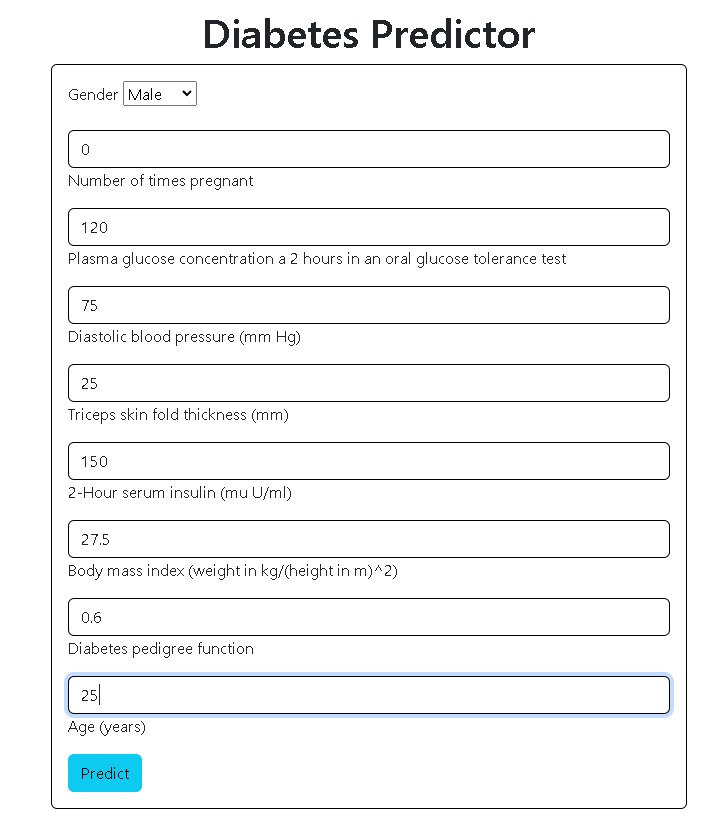 Diabetes Predictor
Gender Male
0
Number of times pregnant
120
Plasma glucose concentration a 2 hours in an oral glucose tolerance test
75
Diastolic blood pressure (mm Hg)
25
Triceps skin fold thickness (mm)
150
2-Hour serum insulin (mu U/ml)
27.5
Body mass index (weight in kg/(height in m)^2)
0.6
Diabetes pedigree function
25
Age (years)
Predict